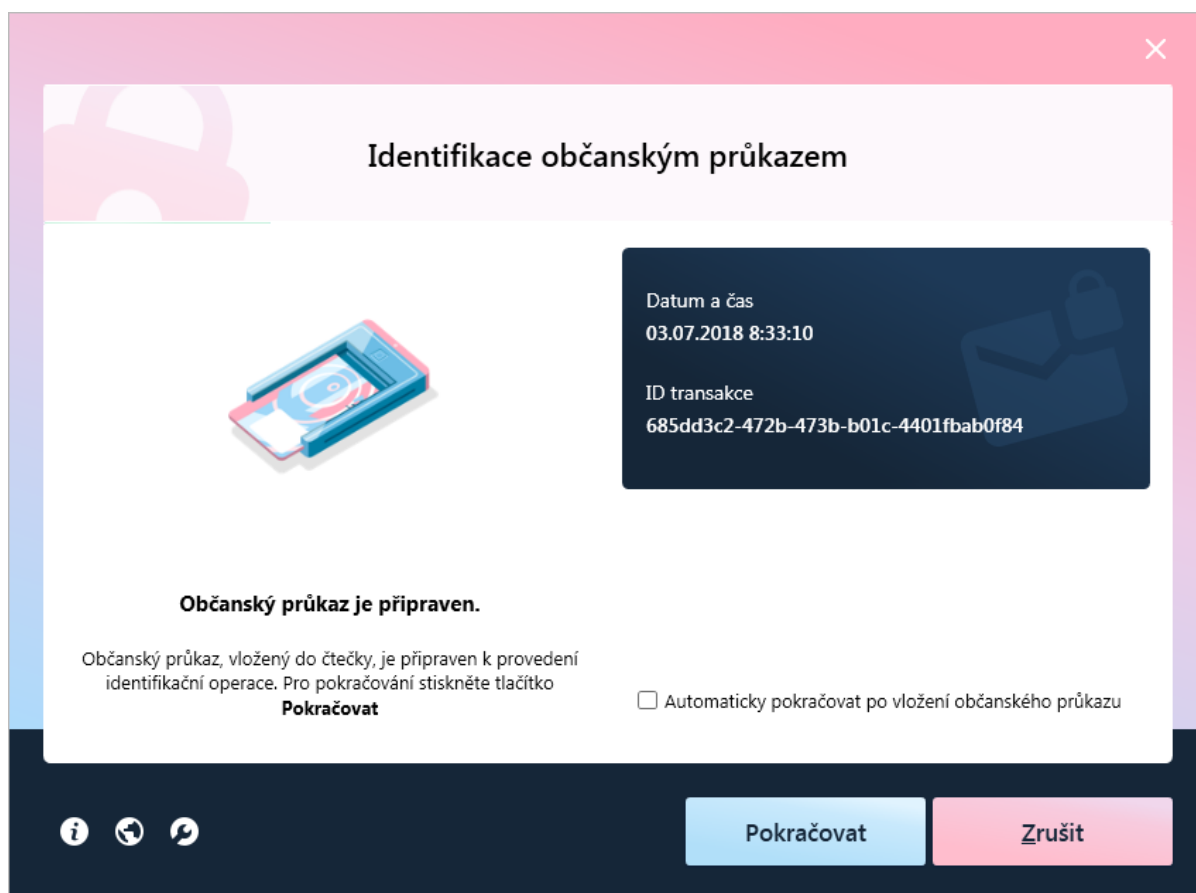 Identifikace občanským průkazem
Datum a čas
03.07.2018 8:33:10
ID transakce
685dd3c2-472b-473b-b01c-4401fbab0f84
Občanský průkaz je připraven.
Občanský průkaz, vložený do čtečky, je připraven k provedení
identifikační operace. Pro pokračování stiskněte tlačítko
Pokračovat
Automaticky pokračovat po vložení občanského průkazu
Pokračovat
Zrušit